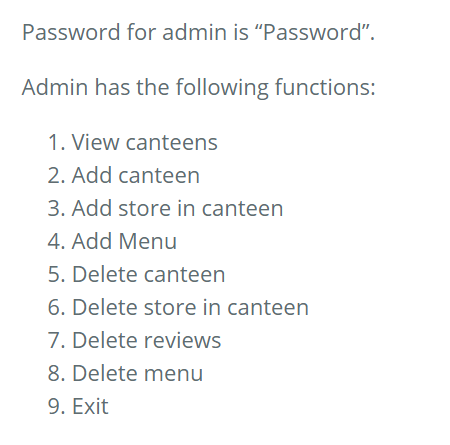 Password for admin is “Password”.
Admin has the following functions:
1. View canteens
2. Add canteen
3. Add store in canteen
4. Add Menu
5. Delete canteen
6. Delete store in canteen
7. Delete reviews
8. Delete menu
9. Exit